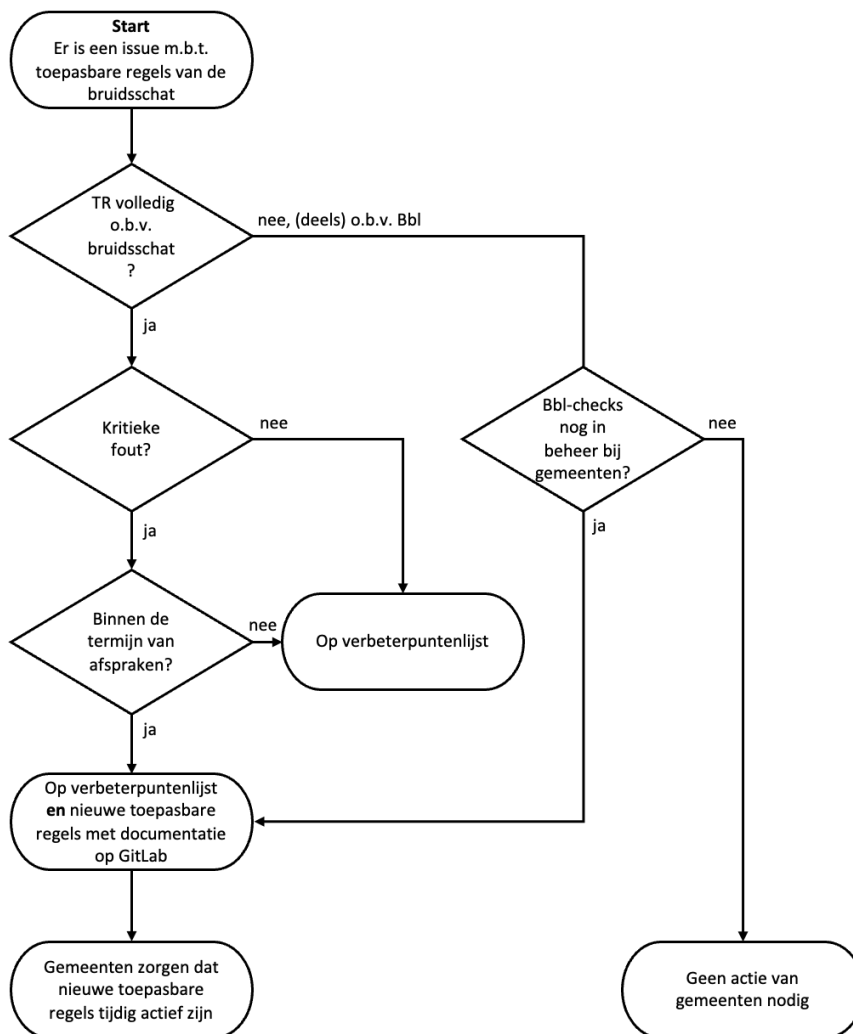 Start
Er is een issue m.b.t.
toepasbare regels van de
bruidsschat
TR volledig
o.b.v.
bruidsschat
?
nee, (deels) o.b.v. Bbl
ja
Kritieke
fout?
nee
Bbl-checks
nog in
beheer bij
gemeenten?
nee
ja
ja
Binnen de
termijn van
afspraken?
nee
Op verbeterpuntenlijst
ja
Op verbeterpuntenlijst
en nieuwe toepasbare
regels met documentatie
op GitLab
Gemeenten zorgen dat
nieuwe toepasbare
regels tijdig actief zijn
Geen actie van
gemeenten nodig